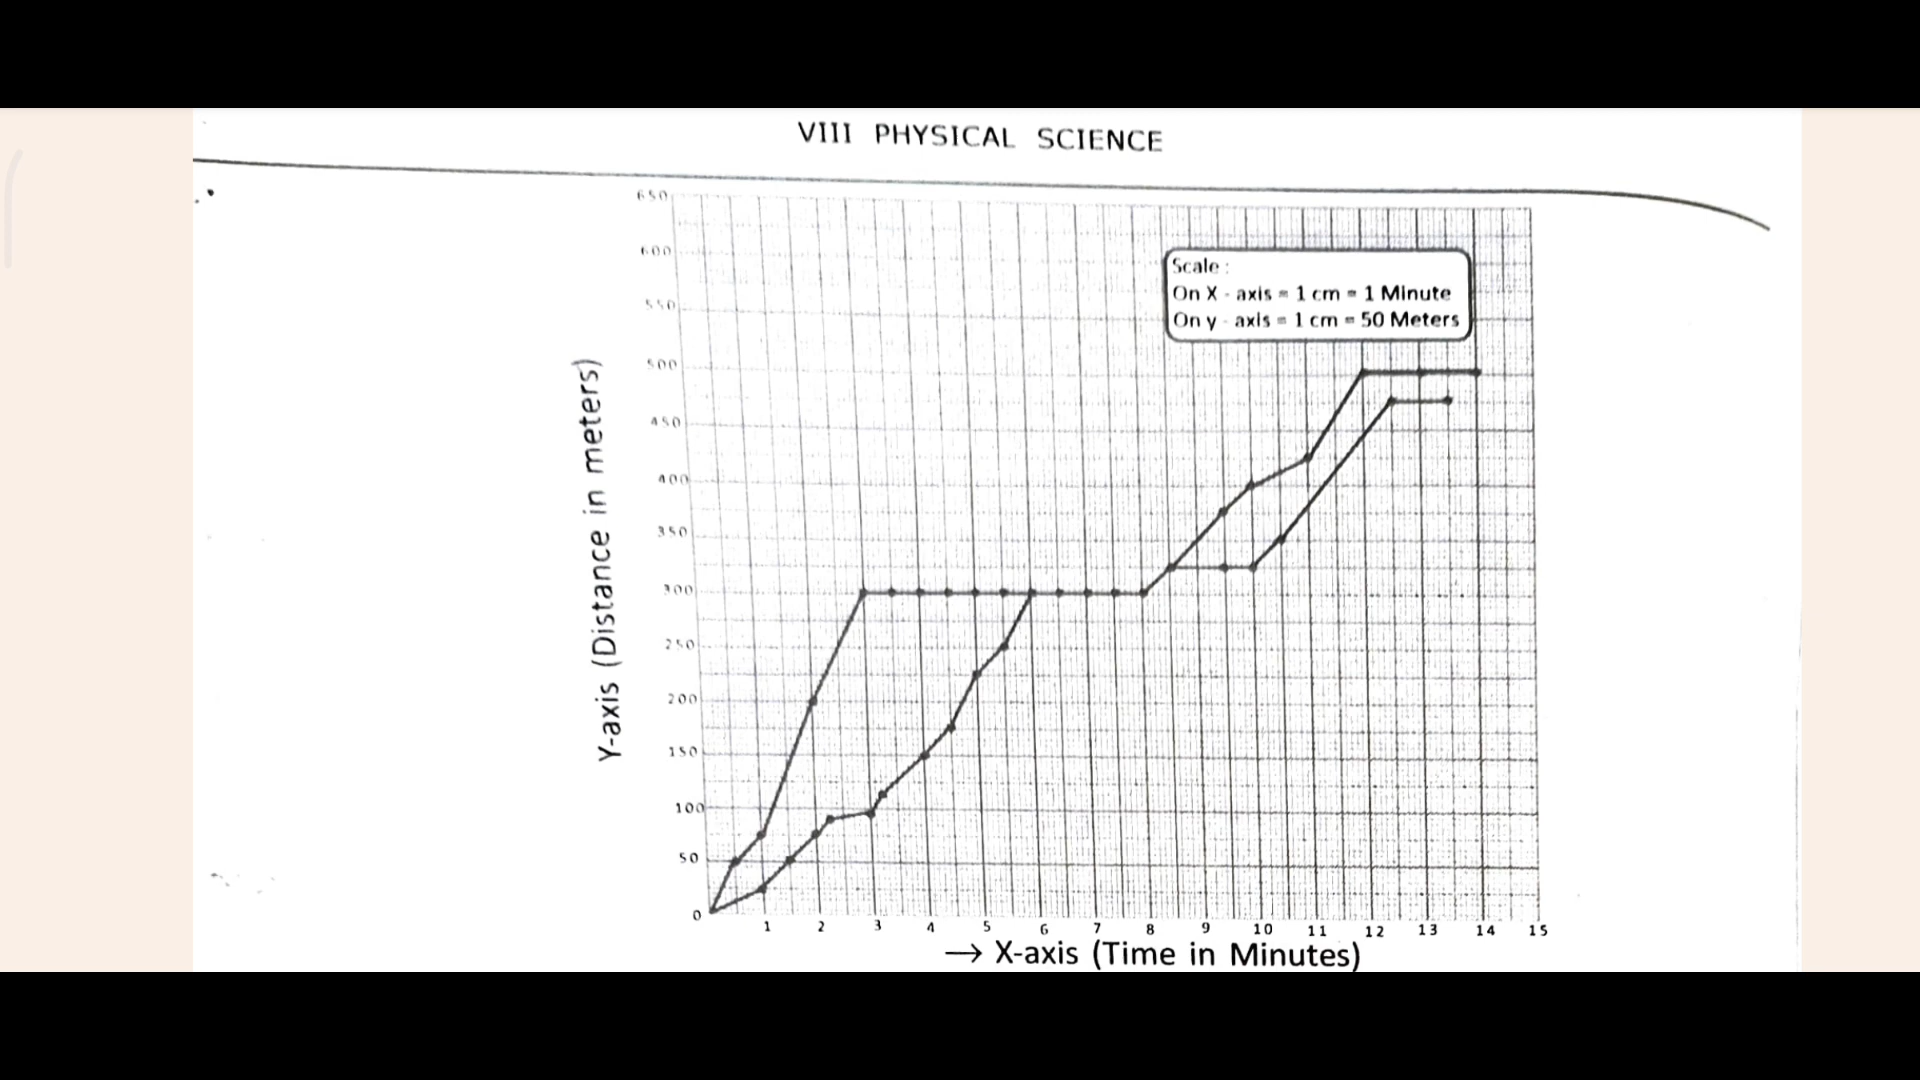 VIII PHYSICAL SCIENCE
Scale :
On X - axis = 1 cm = 1 Minute
On y - axis = 1 cm = 50 Meters
Y-axis (Distance in meters)
650
600
550
500
450
400
350
300
250
200
150
100
50
0
1 2 3 4 5 6 7 8 9 10 11 12 13 14 15
→ X-axis (Time in Minutes)